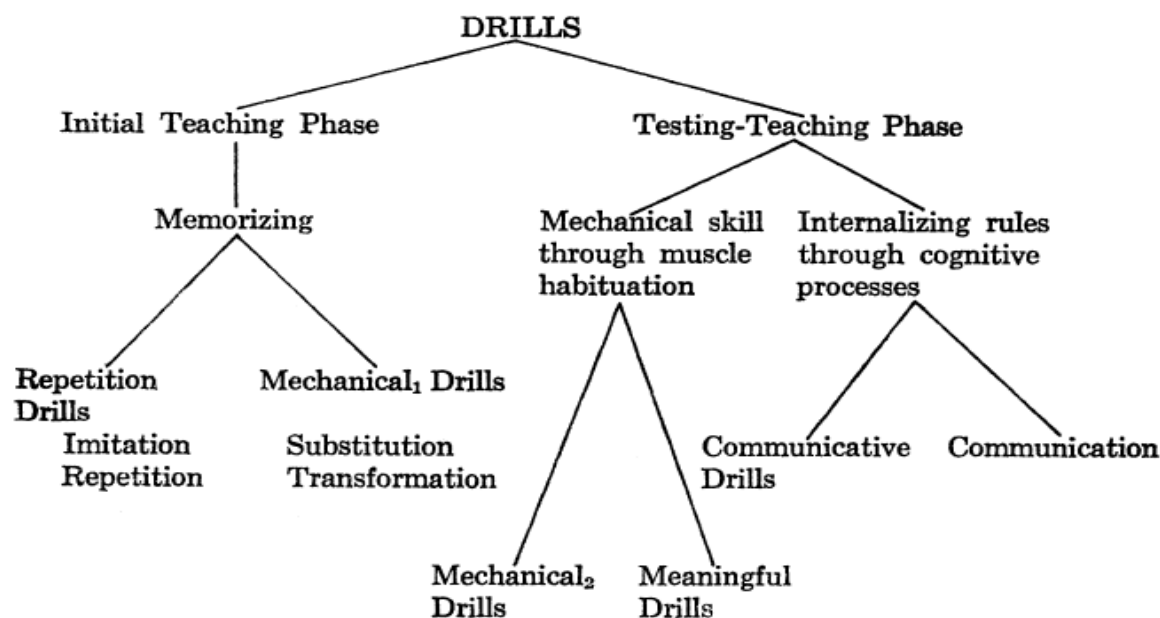 DRILLS
Initial Teaching Phase
Testing-Teaching Phase
Memorizing
Mechanical skill
through muscle
habituation
Internalizing rules
through cognitive
processes
Repetition
Drills
Imitation
Repetition
Mechanical₁ Drills
Substitution
Transformation
Communicative
Drills
Communication
Mechanical₂
Drills
Meaningful
Drills